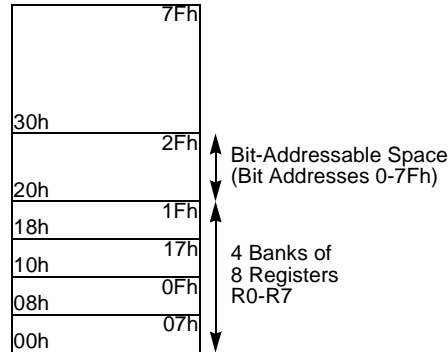 7Fh
30h
2Fh
Bit-Addressable Space
(Bit Addresses 0-7Fh)
20h
1Fh
18h
17h
4 Banks of
8 Registers
R0-R7
10h
0Fh
08h
07h
00h